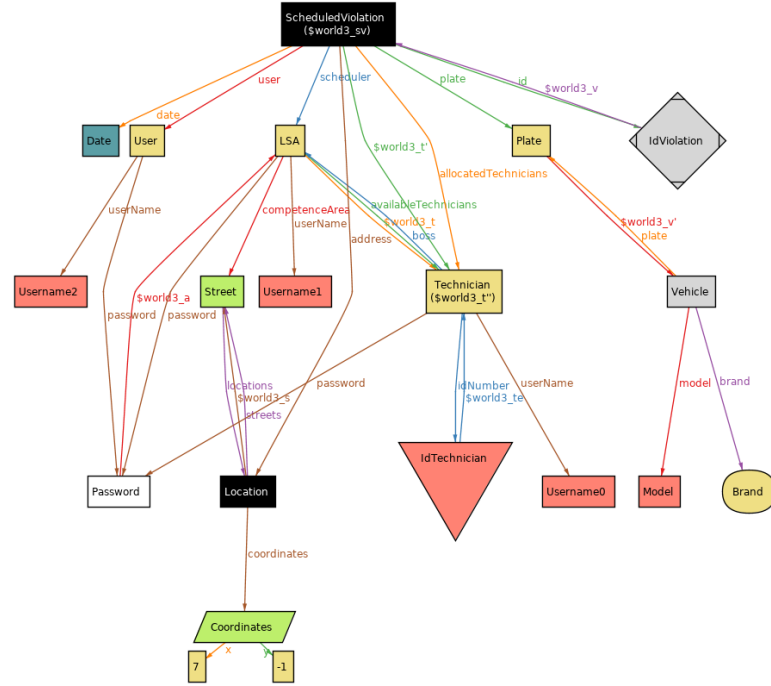 ScheduledViolation
($world3_sv)
user
scheduler
plate
id
$world3_v
date
Date
User
LSA
$world3_t'
Plate
IdViolation
allocatedTechnicians
userName
competenceArea
userName
availableTechnicians
$world3_t
boss
address
$world3_v'
plate
Username2
$world3_a
Street
Username1
Technician
($world3_t'')
Vehicle
password
password
locations
$world3_s
streets
password
idNumber
$world3_te
userName
model
brand
Password
Location
IdTechnician
Username0
Model
Brand
coordinates
Coordinates
x
y
7
-1